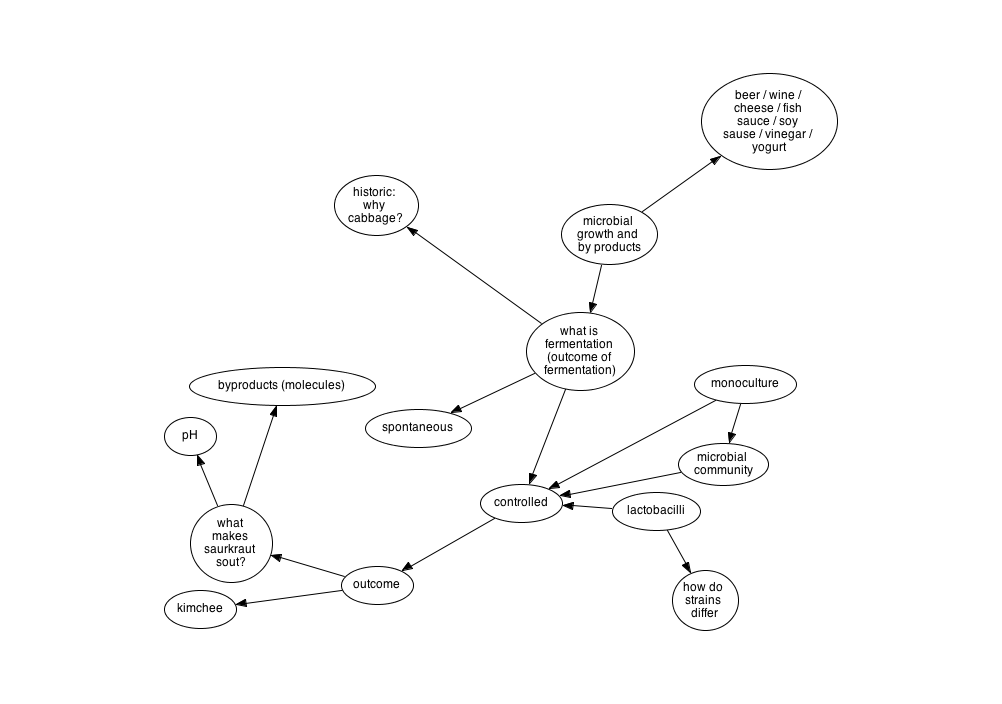 beer / wine /
cheese / fish
sauce / soy
sause / vinegar /
yogurt
historic:
why
cabbage?
microbial
growth and
by products
what is
fermentation
(outcome of
fermentation)
byproducts (molecules)
monoculture
spontaneous
pH
microbial
community
controlled
lactobacilli
what
makes
saurkraut
sout?
outcome
how do
strains
differ
kimchee